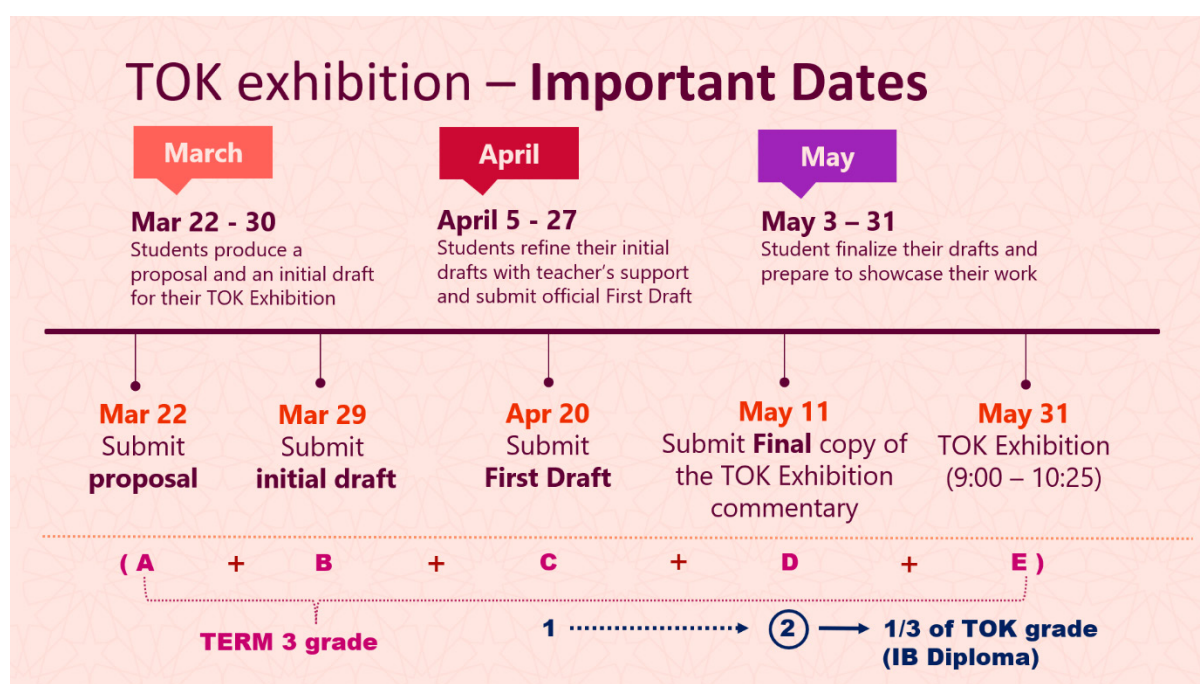 TOK exhibition – Important Dates
March
Mar 22 - 30
Students produce a
proposal and an initial draft
for their TOK Exhibition
April
April 5 - 27
Students refine their initial
drafts with teacher's support
and submit official First Draft
May
May 3 – 31
Student finalize their drafts and
prepare to showcase their work
Mar 22
Submit
proposal
Mar 29
Submit
initial draft
Apr 20
Submit
First Draft
May 11
Submit Final copy of
the TOK Exhibition
commentary
May 31
TOK Exhibition
(9:00 – 10:25)
( A + B + C + D + E )
TERM 3 grade
1 2 1/3 of TOK grade
(IB Diploma)